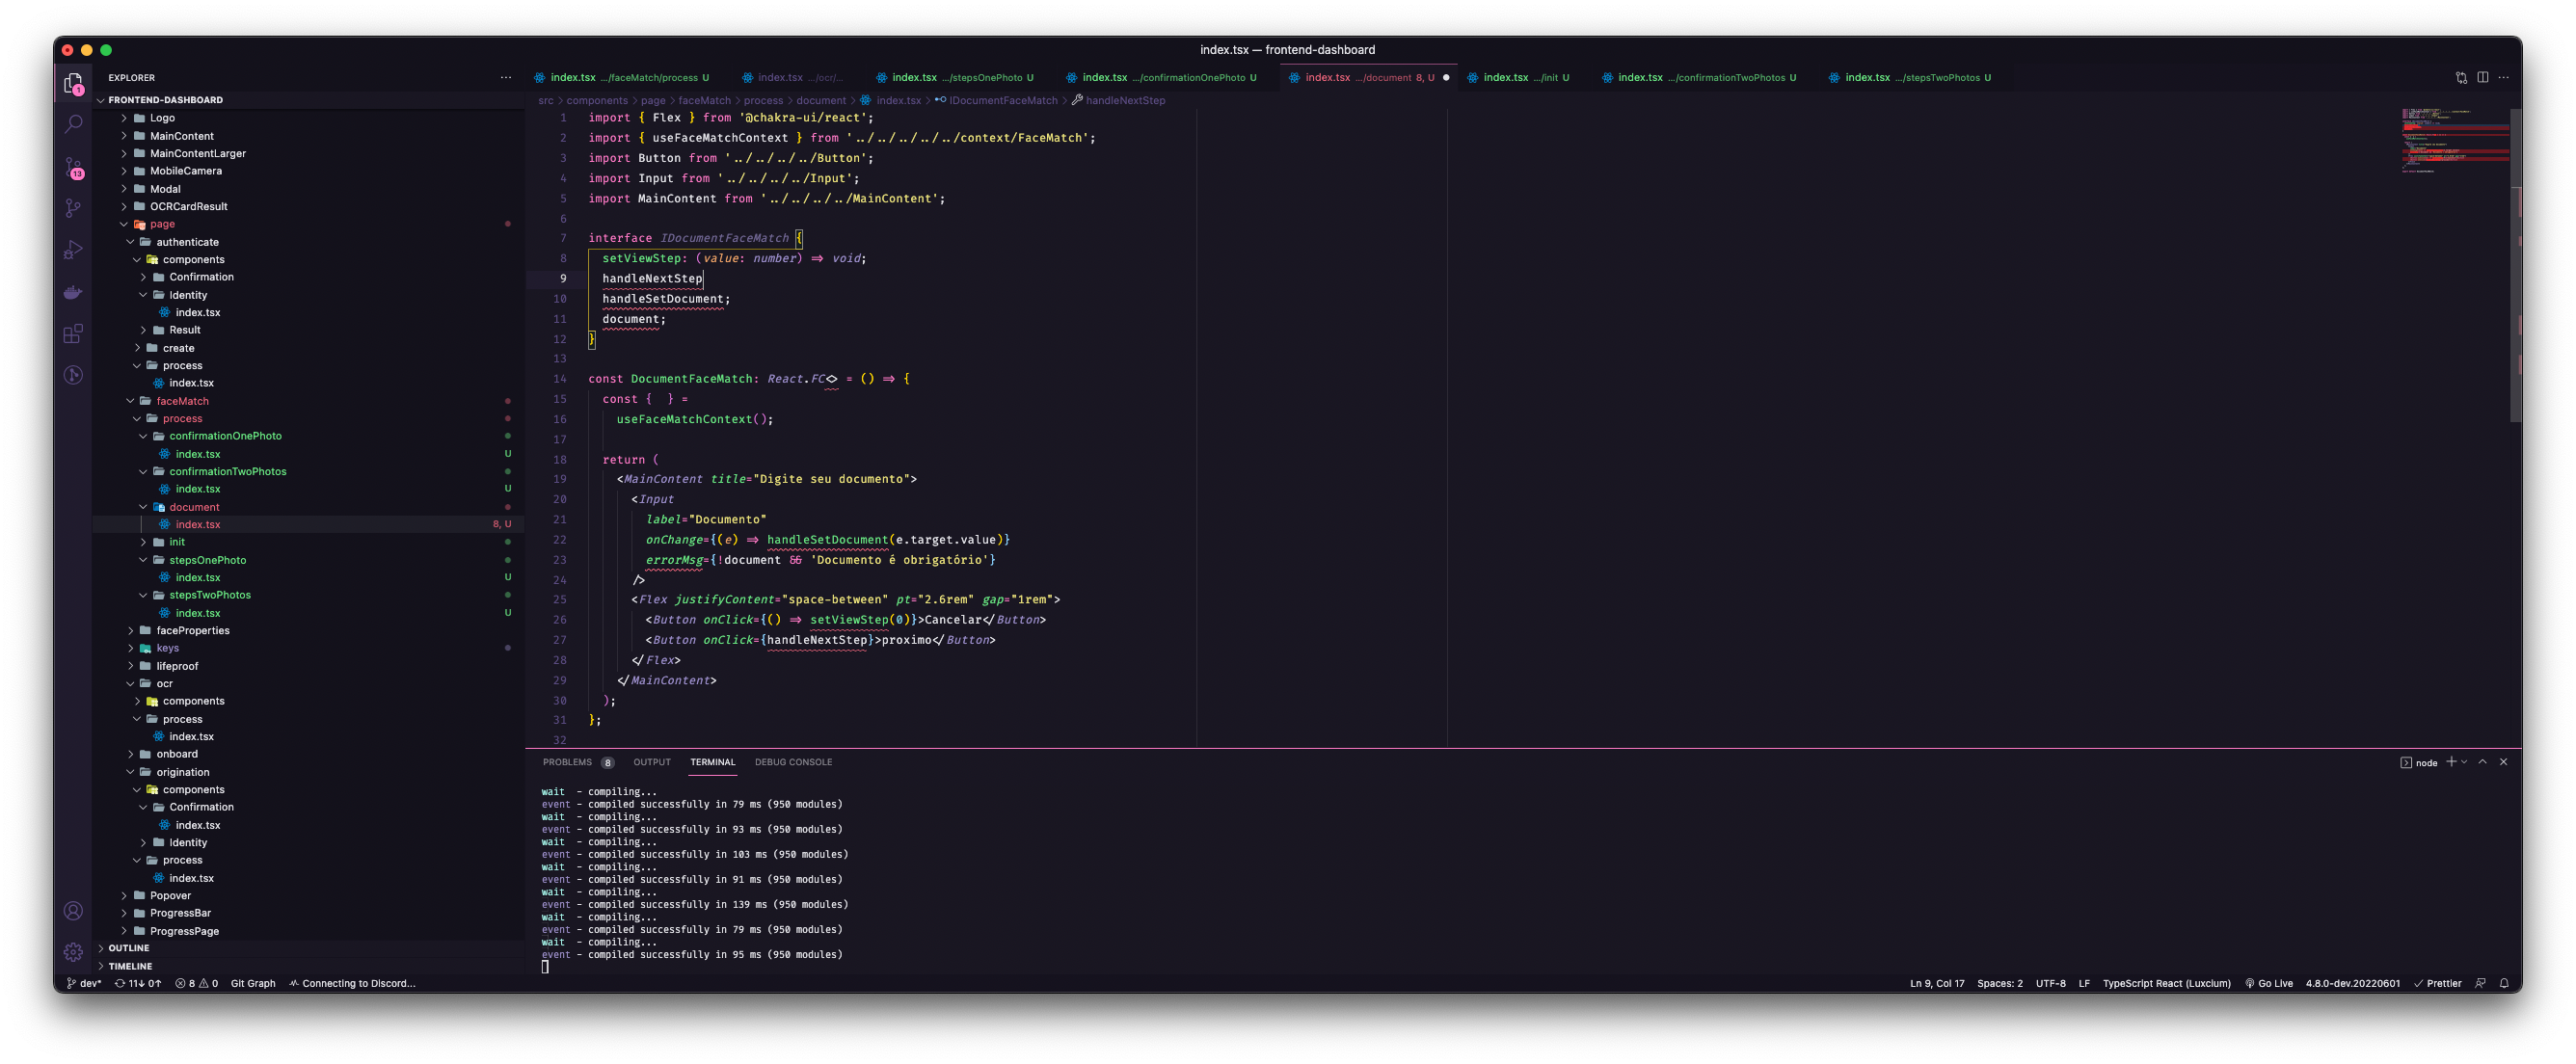 index.tsx — frontend-dashboard
EXPLORER
FRONTEND-DASHBOARD
Logo
MainContent
MainContentLarger
MobileCamera
Modal
OCRCardResult
page
authenticate
components
Confirmation
Identity
index.tsx
Result
create
process
index.tsx
faceMatch
process
confirmationOnePhoto
index.tsx U
confirmationTwoPhotos
index.tsx U
document
index.tsx 8, U
init
stepsOnePhoto
index.tsx U
stepsTwoPhotos
index.tsx U
faceProperties
keys
lifeproof
ocr
components
process
index.tsx
onboard
origination
components
Confirmation
index.tsx
Identity
process
index.tsx
Popover
ProgressBar
ProgressPage
OUTLINE
TIMELINE
1
13
index.tsx .../faceMatch/process U index.tsx .../ocr/... index.tsx .../stepsOnePhoto U index.tsx .../confirmationOnePhoto U index.tsx .../document 8, U index.tsx .../init U index.tsx .../confirmationTwoPhotos U index.tsx .../stepsTwoPhotos U
src > components > page > faceMatch > process > document > index.tsx > IDocumentFaceMatch > handleNextStep
1 import { Flex } from '@chakra-ui/react';
2 import { useFaceMatchContext } from '../../../../../context/FaceMatch';
3 import Button from '../../../../Button';
4 import Input from '../../../../Input';
5 import MainContent from '../../../../MainContent';
6
7 interface IDocumentFaceMatch {
8 setViewStep: (value: number) => void;
9 handleNextStep
10 handleSetDocument;
11 document;
12 }
13
14 const DocumentFaceMatch: React.FC<> = () => {
15 const {  } =
16 useFaceMatchContext();
17
18 return (
19 <MainContent title="Digite seu documento">
20 <Input
21 label="Documento"
22 onChange={(e) => handleSetDocument(e.target.value)}
23 errorMsg={!document && 'Documento é obrigatório'}
24 />
25 <Flex justifyContent="space-between" pt="2.6rem" gap="1rem">
26 <Button onClick={() => setViewStep(0)}>Cancelar</Button>
27 <Button onClick={handleNextStep}>proximo</Button>
28 </Flex>
29 </MainContent>
30 );
31 };
32
PROBLEMS 8 OUTPUT TERMINAL DEBUG CONSOLE
node
wait - compiling...
event - compiled successfully in 79 ms (950 modules)
wait - compiling...
event - compiled successfully in 93 ms (950 modules)
wait - compiling...
event - compiled successfully in 103 ms (950 modules)
wait - compiling...
event - compiled successfully in 91 ms (950 modules)
wait - compiling...
event - compiled successfully in 139 ms (950 modules)
wait - compiling...
event - compiled successfully in 79 ms (950 modules)
wait - compiling...
event - compiled successfully in 95 ms (950 modules)
dev* 11↓ 0↑ 8 0 Git Graph Connecting to Discord... Ln 9, Col 17 Spaces: 2 UTF-8 LF TypeScript React (Luxcium) Go Live 4.8.0-dev.20220601 Prettier